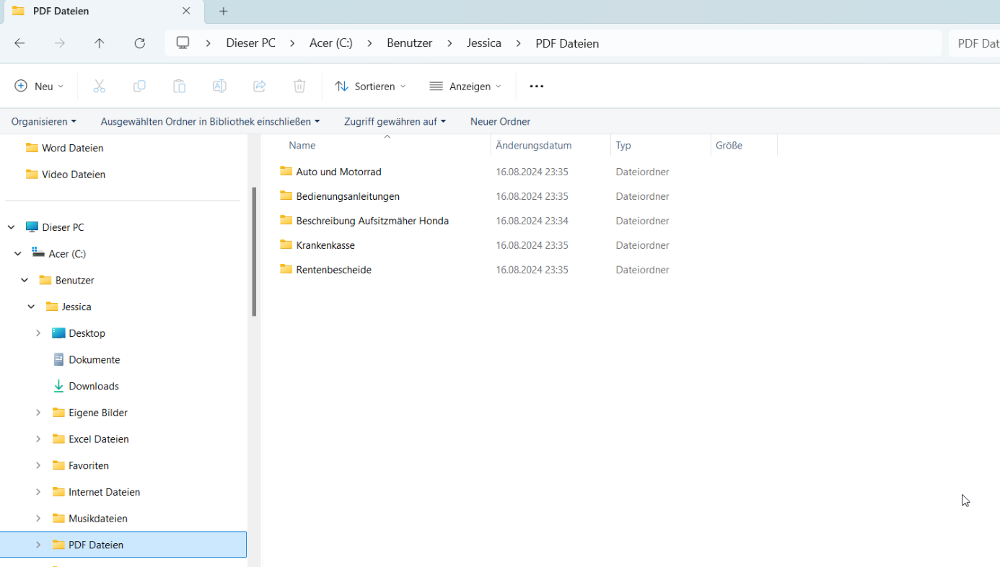 PDF Dateien
Dieser PC Acer (C:) Benutzer Jessica PDF Dateien PDF Dat
Neu Sortieren Anzeigen
Organisieren Ausgewählten Ordner in Bibliothek einschließen Zugriff gewähren auf Neuer Ordner
Word Dateien
Video Dateien
Dieser PC
Acer (C:)
Benutzer
Jessica
Desktop
Dokumente
Downloads
Eigene Bilder
Excel Dateien
Favoriten
Internet Dateien
Musikdateien
PDF Dateien
Name Änderungsdatum Typ Größe
Auto und Motorrad 16.08.2024 23:35 Dateiordner
Bedienungsanleitungen 16.08.2024 23:35 Dateiordner
Beschreibung Aufsitzmäher Honda 16.08.2024 23:34 Dateiordner
Krankenkasse 16.08.2024 23:35 Dateiordner
Rentenbescheide 16.08.2024 23:35 Dateiordner